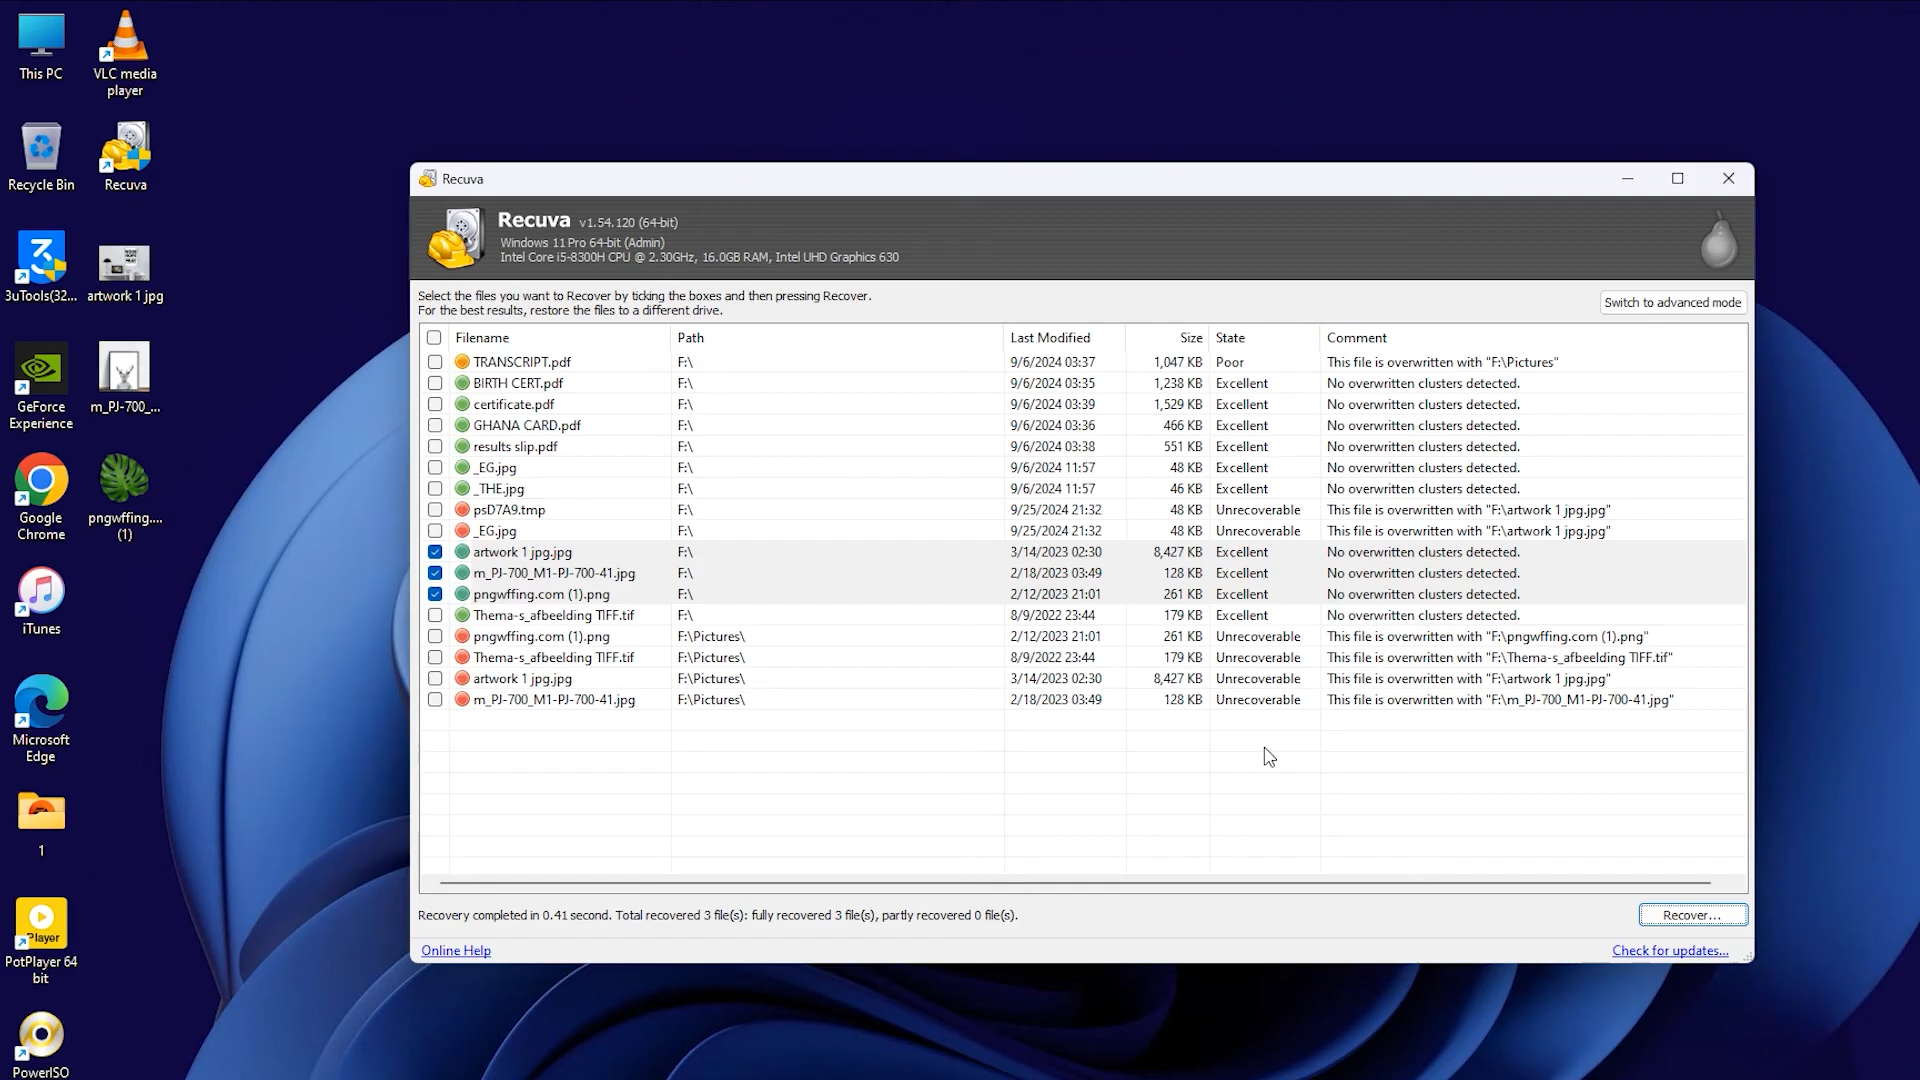 This PC
VLC media
player
Recycle Bin
Recuva
3uTools(32...
artwork 1 jpg
GeForce
Experience
m_PJ-700_...
Google
Chrome
pngwffing....
(1)
iTunes
Microsoft
Edge
1
Player
PotPlayer 64
bit
PowerISO
Recuva
Recuva v1.54.120 (64-bit)
Windows 11 Pro 64-bit (Admin)
Intel Core i5-8300H CPU @ 2.30GHz, 16.0GB RAM, Intel UHD Graphics 630
Select the files you want to Recover by ticking the boxes and then pressing Recover.
For the best results, restore the files to a different drive.
Switch to advanced mode
Filename Path Last Modified Size State Comment
TRANSCRIPT.pdf F:\ 9/6/2024 03:37 1,047 KB Poor This file is overwritten with "F:\Pictures"
BIRTH CERT.pdf F:\ 9/6/2024 03:35 1,238 KB Excellent No overwritten clusters detected.
certificate.pdf F:\ 9/6/2024 03:39 1,529 KB Excellent No overwritten clusters detected.
GHANA CARD.pdf F:\ 9/6/2024 03:36 466 KB Excellent No overwritten clusters detected.
results slip.pdf F:\ 9/6/2024 03:38 551 KB Excellent No overwritten clusters detected.
_EG.jpg F:\ 9/6/2024 11:57 48 KB Excellent No overwritten clusters detected.
_THE.jpg F:\ 9/6/2024 11:57 46 KB Excellent No overwritten clusters detected.
psD7A9.tmp F:\ 9/25/2024 21:32 48 KB Unrecoverable This file is overwritten with "F:\artwork 1 jpg.jpg"
_EG.jpg F:\ 9/25/2024 21:32 48 KB Unrecoverable This file is overwritten with "F:\artwork 1 jpg.jpg"
artwork 1 jpg.jpg F:\ 3/14/2023 02:30 8,427 KB Excellent No overwritten clusters detected.
m_PJ-700_M1-PJ-700-41.jpg F:\ 2/18/2023 03:49 128 KB Excellent No overwritten clusters detected.
pngwffing.com (1).png F:\ 2/12/2023 21:01 261 KB Excellent No overwritten clusters detected.
Thema-s_afbeelding TIFF.tif F:\ 8/9/2022 23:44 179 KB Excellent No overwritten clusters detected.
pngwffing.com (1).png F:\Pictures\ 2/12/2023 21:01 261 KB Unrecoverable This file is overwritten with "F:\pngwffing.com (1).png"
Thema-s_afbeelding TIFF.tif F:\Pictures\ 8/9/2022 23:44 179 KB Unrecoverable This file is overwritten with "F:\Thema-s_afbeelding TIFF.tif"
artwork 1 jpg.jpg F:\Pictures\ 3/14/2023 02:30 8,427 KB Unrecoverable This file is overwritten with "F:\artwork 1 jpg.jpg"
m_PJ-700_M1-PJ-700-41.jpg F:\Pictures\ 2/18/2023 03:49 128 KB Unrecoverable This file is overwritten with "F:\m_PJ-700_M1-PJ-700-41.jpg"
Recovery completed in 0.41 second. Total recovered 3 file(s): fully recovered 3 file(s), partly recovered 0 file(s).
Recover...
Online Help
Check for updates...